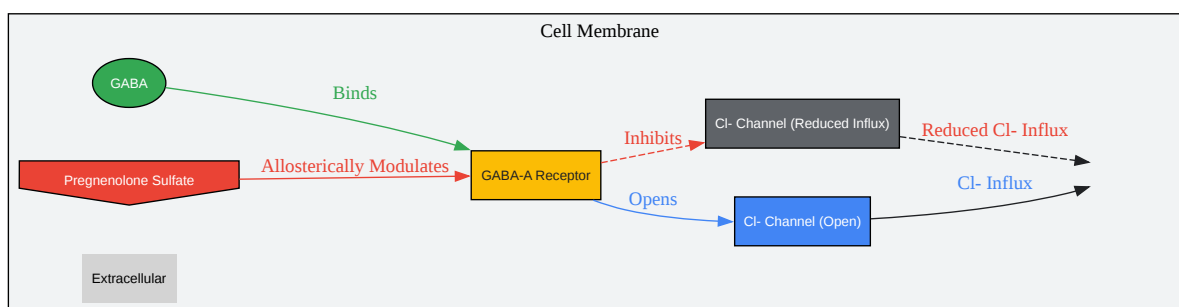 Cell Membrane
GABA
Binds
Pregnenolone Sulfate
Allosterically Modulates
GABA-A Receptor
Inhibits
Cl- Channel (Reduced Influx)
Reduced Cl- Influx
Opens
Cl- Channel (Open)
Cl- Influx
Extracellular